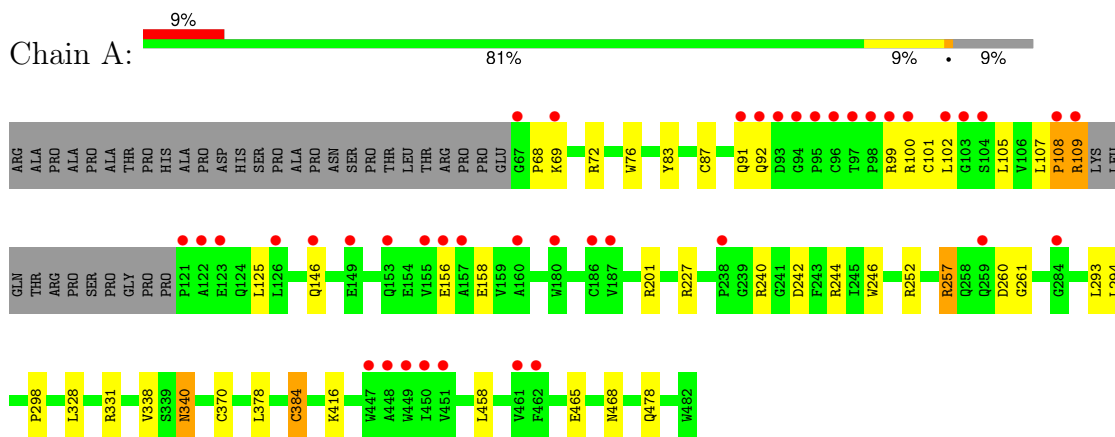 Chain A:
9%
81% 9% • 9%
ARG ALA PRO ALA PRO PRO ALA THR PRO HIS ALA PRO ASP HIS SER PRO ALA ASN SER PRO THR LEU THR ARG PRO PRO GLU G67 P68 K69 R72 W76 Y83 C87 Q91 Q92 D93 G94 P95 C96 T97 P98 R99 R100 C101 L102 G103 S104 L105 V106 L107 P108 R109 LYS LEU
GLN THR ARG PRO SER PRO GLY PRO PRO P121 A122 E123 Q124 L125 L126 Q146 E149 Q153 E154 V155 E156 A157 E158 V159 A160 W180 C186 V187 R201 R227 P238 G239 R240 G241 D242 F243 R244 I245 W246 R252 R257 Q258 Q259 D260 G261 G284 L293 L294
P298 L328 R331 V338 S339 N340 C370 L378 C384 K416 W447 A448 W449 I450 V451 L458 V461 F462 E465 N468 Q478 W482